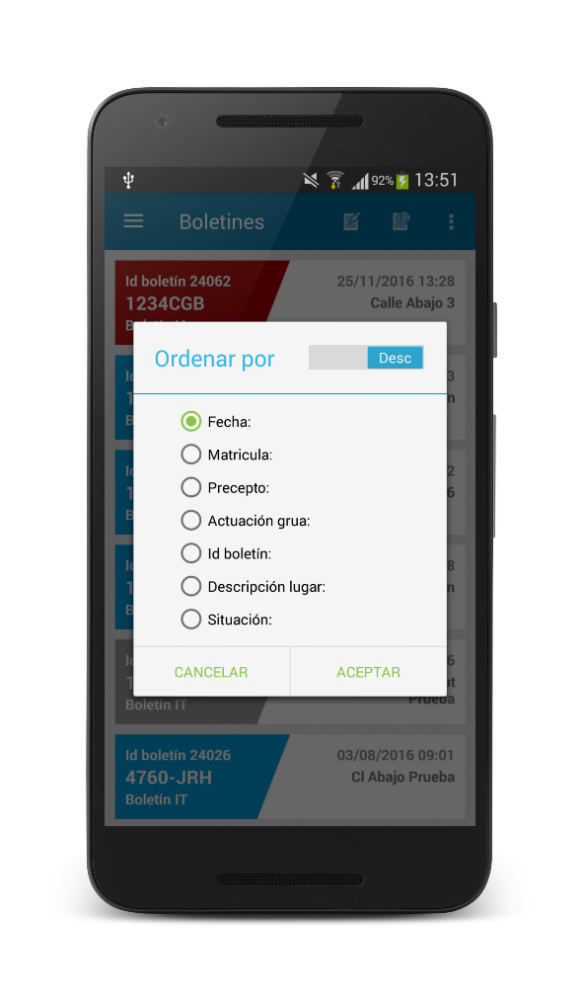 92% 13:51
Boletines
Id boletín 24062 25/11/2016 13:28
1234CGB Calle Abajo 3
Ordenar por Desc
Fecha:
Matricula:
Precepto:
Actuación grua:
Id boletín:
Descripción lugar:
Situación:
CANCELAR ACEPTAR
Prueba
Boletín IT
Id boletín 24026 03/08/2016 09:01
4760-JRH Cl Abajo Prueba
Boletín IT